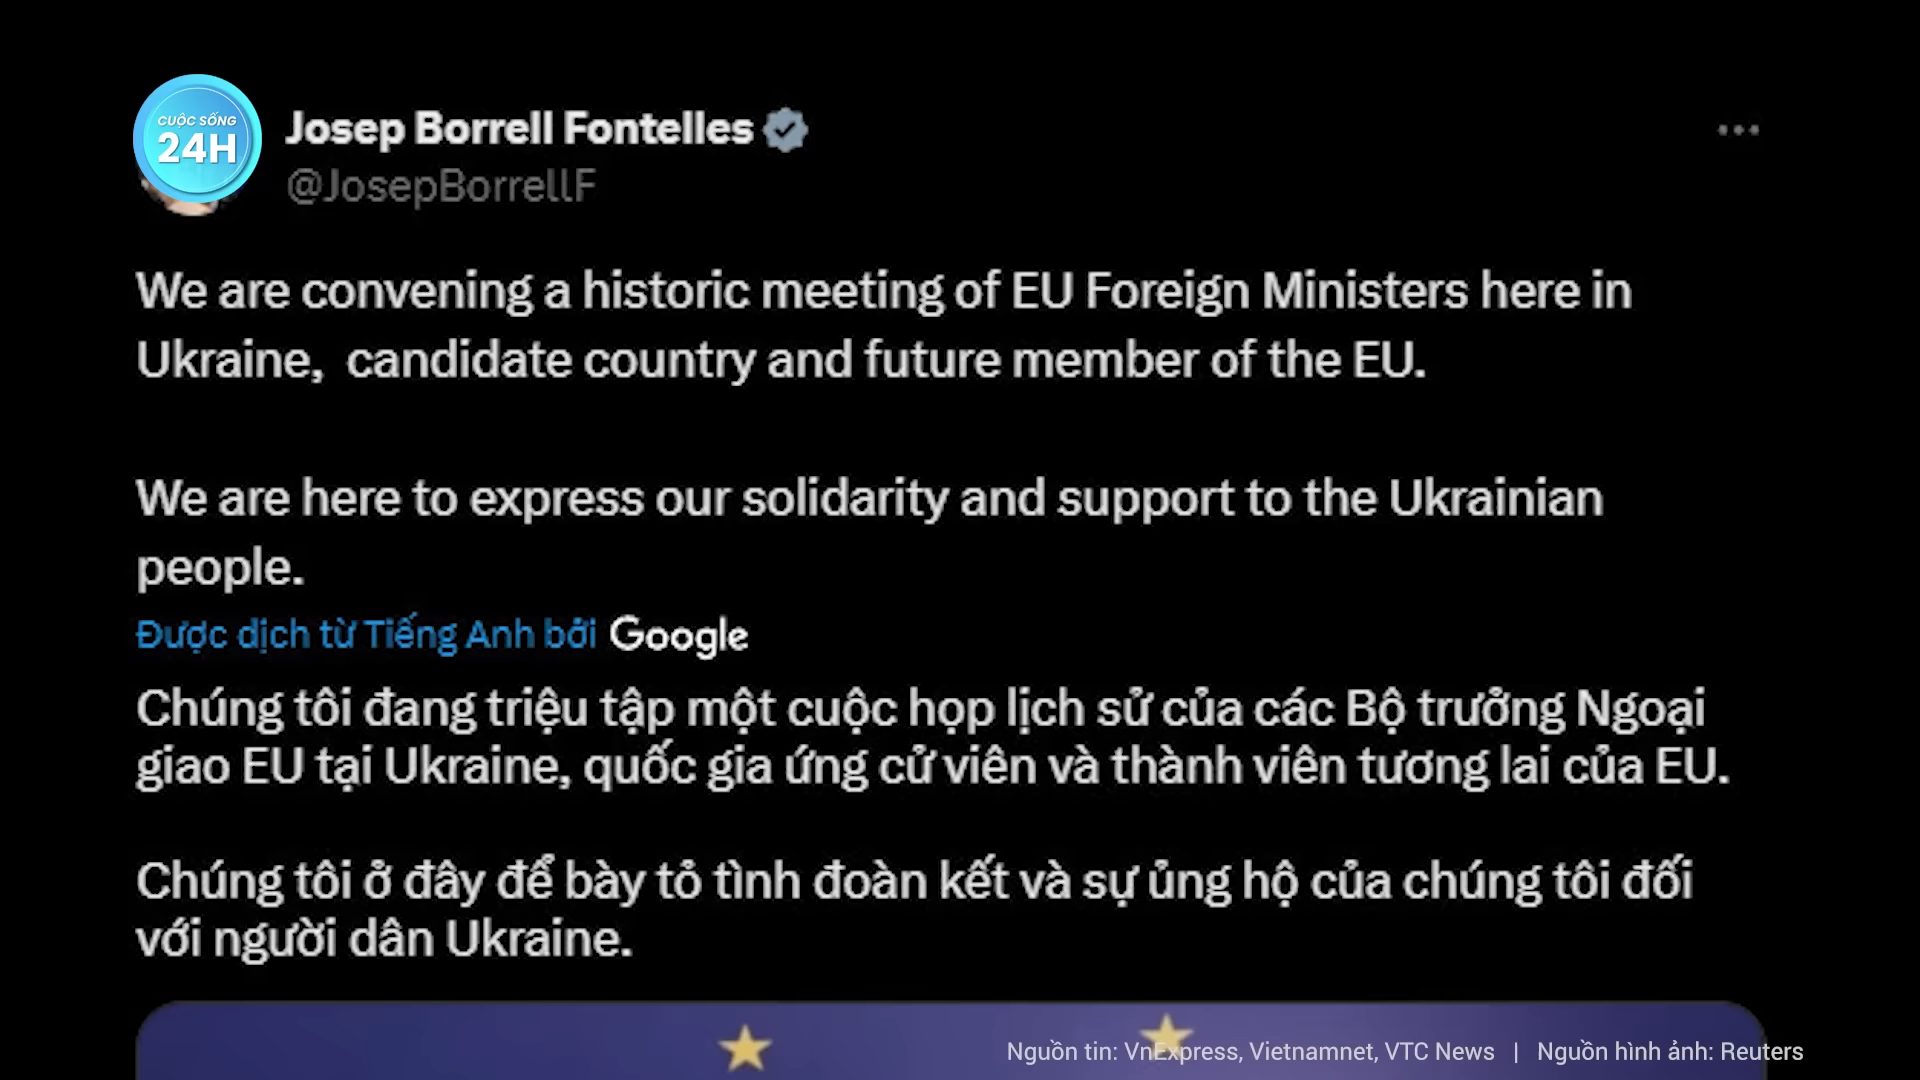 CUỘC SỐNG
24H
Josep Borrell Fontelles
@JosepBorrellF
We are convening a historic meeting of EU Foreign Ministers here in
Ukraine, candidate country and future member of the EU.
We are here to express our solidarity and support to the Ukrainian
people.
Được dịch từ Tiếng Anh bởi Google
Chúng tôi đang triệu tập một cuộc họp lịch sử của các Bộ trưởng Ngoại
giao EU tại Ukraine, quốc gia ứng cử viên và thành viên tương lai của EU.
Chúng tôi ở đây để bày tỏ tình đoàn kết và sự ủng hộ của chúng tôi đối
với người dân Ukraine.
Nguồn tin: VnExpress, Vietnamnet, VTC News | Nguồn hình ảnh: Reuters